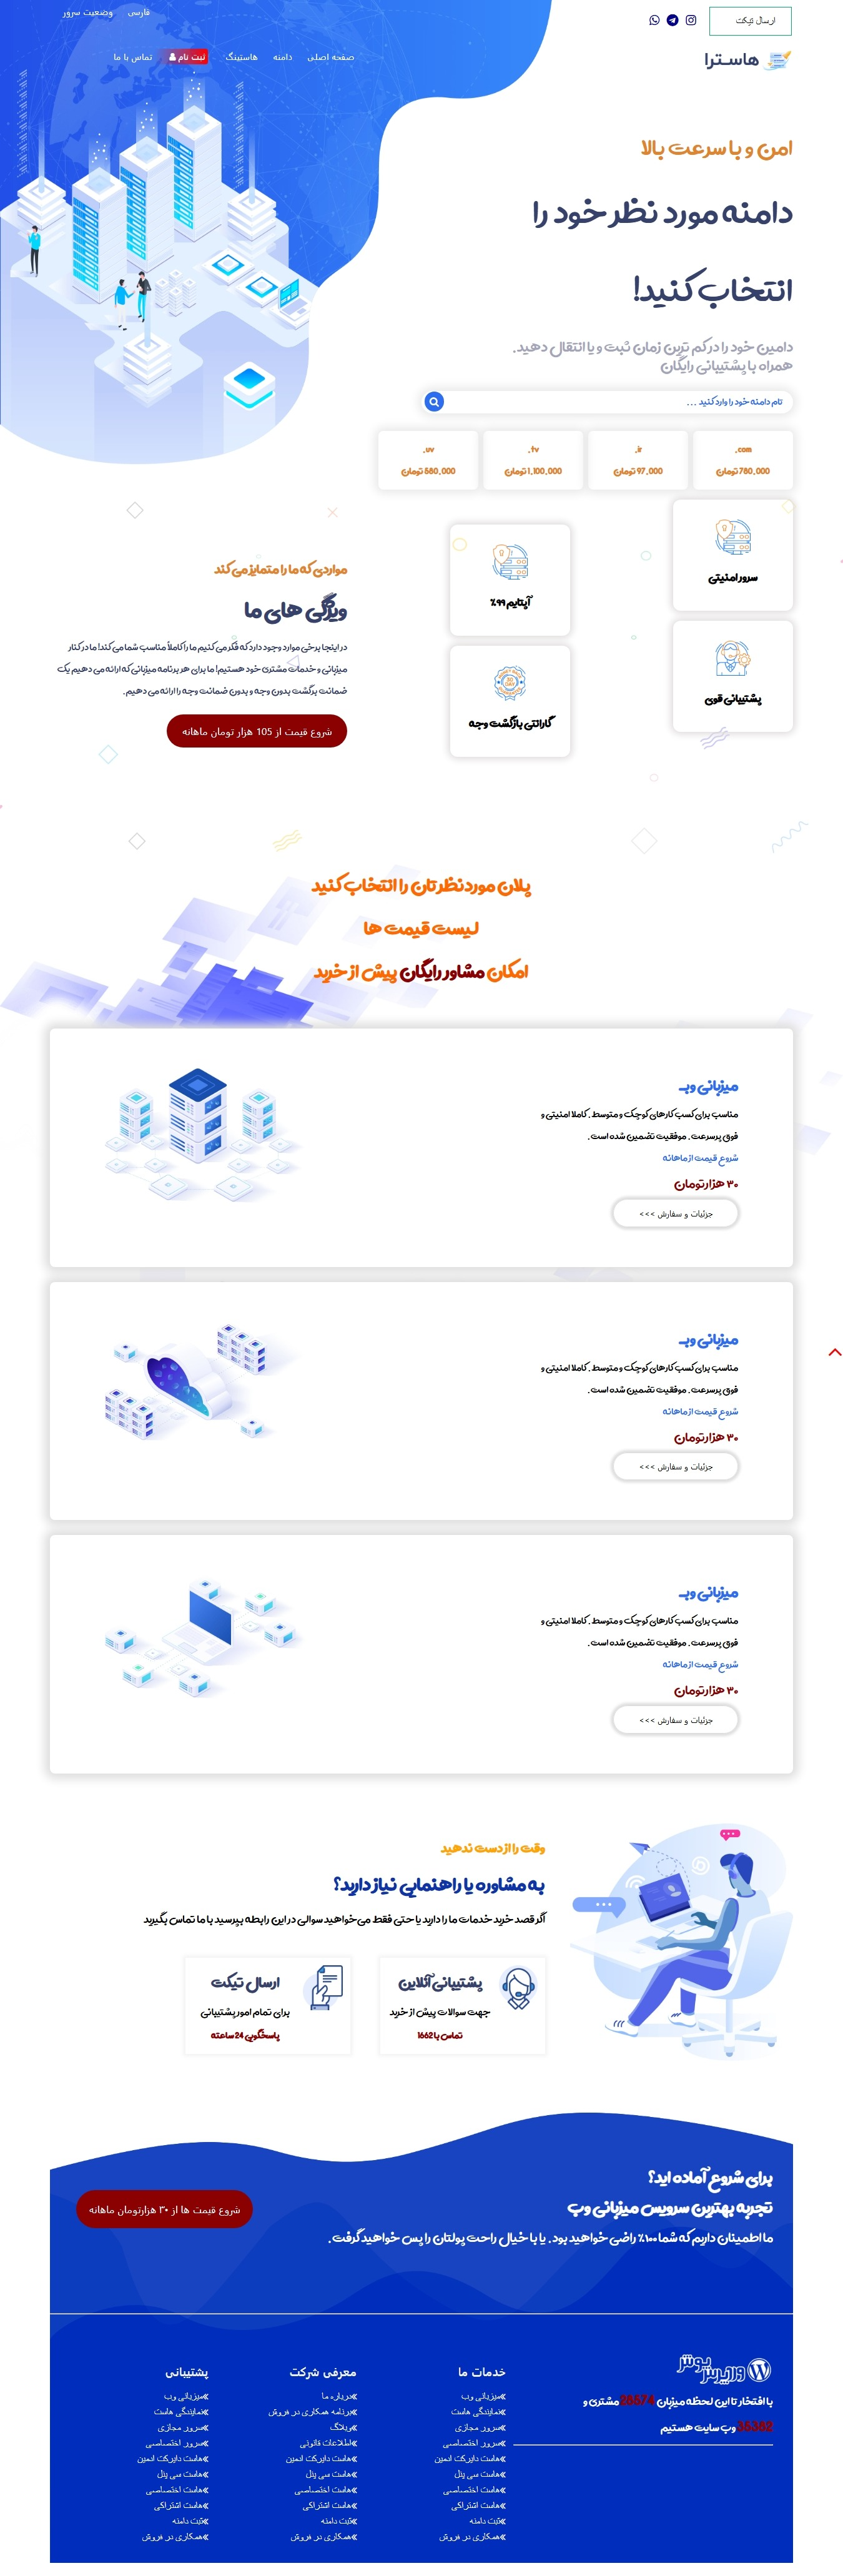 ارسال تیکت
فارسی
وضعیت سرور
هاسترا
صفحه اصلی
دامنه
هاستینگ
ثبت نام
تماس با ما
امن و با سرعت بالا
دامنه مورد نظر خود را
انتخاب کنید!
دامین خود را در کم ترین زمان ثبت و یا انتقال دهید.
همراه با پشتیبانی رایگان
نام دامنه خود را وارد کنید ...
.com
780,000 تومان
.ir
97,000 تومان
.tv
1,100,000 تومان
.uv
580,000 تومان
سرور امنیتی
آپتایم ۹۹٪
پشتیبانی قوی
گارانتی بازگشت وجه
مواردی که ما را متمایز می کند
ویژگی های ما
در اینجا برخی موارد وجود دارد که فکر می کنیم ما را کاملاً مناسب شما می کند! ما در کنار
میزبانی و خدمات مشتری خود هستیم! ما برای هر برنامه میزبانی که ارائه می دهیم یک
ضمانت برگشت بدون وجه و بدون ضمانت وجه را ارائه می دهیم.
شروع قیمت از 105 هزار تومان ماهانه
پلان موردنظرتان را انتخاب کنید
لیست قیمت ها
امکان مشاور رایگان پیش از خرید
میزبانی وب
مناسب برای کسب کارهای کوچک و متوسط. کاملا امنیتی و
فوق پرسرعت. موفقیت تضمین شده است.
شروع قیمت از ماهانه
۳۰ هزارتومان
جزئیات و سفارش >>>
میزبانی وب
مناسب برای کسب کارهای کوچک و متوسط. کاملا امنیتی و
فوق پرسرعت. موفقیت تضمین شده است.
شروع قیمت از ماهانه
۳۰ هزارتومان
جزئیات و سفارش >>>
میزبانی وب
مناسب برای کسب کارهای کوچک و متوسط. کاملا امنیتی و
فوق پرسرعت. موفقیت تضمین شده است.
شروع قیمت از ماهانه
۳۰ هزارتومان
جزئیات و سفارش >>>
وقت را از دست ندهید
به مشاوره یا راهنمایی نیاز دارید؟
اگر قصد خرید خدمات ما را دارید یا حتی فقط می‌خواهید سوالی در این رابطه بپرسید با ما تماس بگیرید
پشتیبانی آنلاین
جهت سوالات پیش از خرید
تماس با 1662
ارسال تیکت
برای تمام امور پشتیبانی
پاسخگویی 24 ساعته
برای شروع آماده اید؟
تجربه بهترین سرویس میزبانی وب
ما اطمینان داریم که شما ۱۰۰٪ راضی خواهید بود. یا با خیال راحت پولتان را پس خواهید گرفت.
شروع قیمت ها از ۳۰ هزارتومان ماهانه
وردپرس پوش
با افتخار تا این لحظه میزبان 28574 مشتری و
35362 وب سایت هستیم
خدمات ما
»میزبانی وب
»نمایندگی هاست
»سرور مجازی
»سرور اختصاصی
»هاست دایرکت ادمین
»هاست سی پنل
»هاست اختصاصی
»هاست اشتراکی
»ثبت دامنه
»همکاری در فروش
معرفی شرکت
»درباره ما
»برنامه همکاری در فروش
»وبلاگ
»اطلاعات قانونی
»هاست دایرکت ادمین
»هاست سی پنل
»هاست اختصاصی
»هاست اشتراکی
»ثبت دامنه
»همکاری در فروش
پشتیبانی
»میزبانی وب
»نمایندگی هاست
»سرور مجازی
»سرور اختصاصی
»هاست دایرکت ادمین
»هاست سی پنل
»هاست اختصاصی
»هاست اشتراکی
»ثبت دامنه
»همکاری در فروش